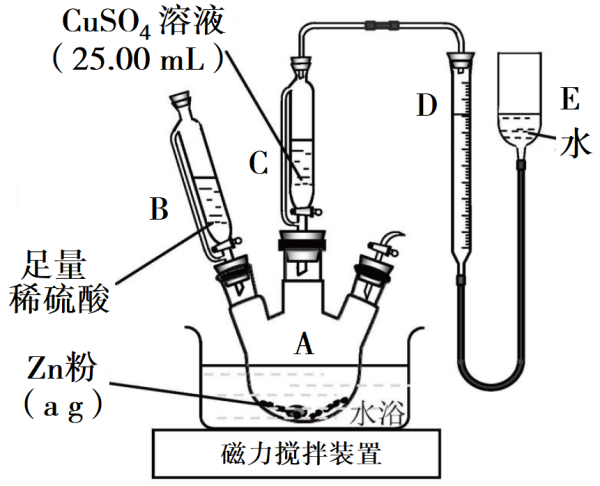 CuSO₄ 溶液
（25.00 mL）
D
E
水
C
B
足量
稀硫酸
A
Zn粉
（a g）
水浴
磁力搅拌装置